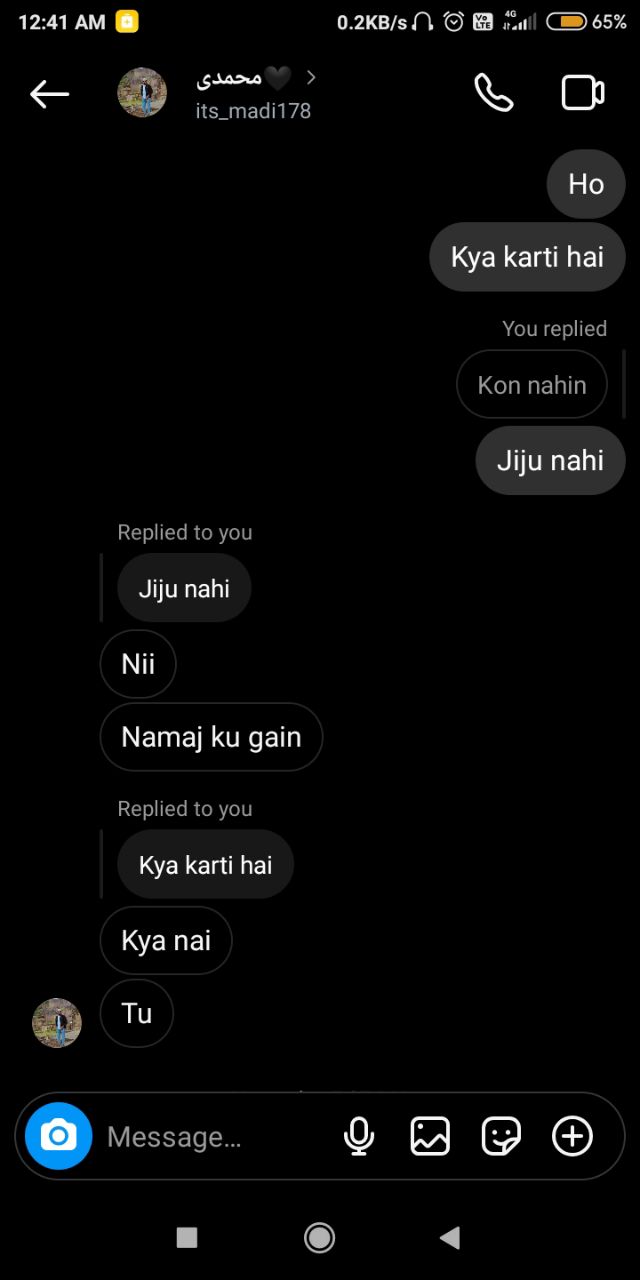 12:41 AM
0.2KB/s
Vo LTE
4G
65%
محمدی🖤
its_madi178
Ho
Kya karti hai
You replied
Kon nahin
Jiju nahi
Replied to you
Jiju nahi
Nii
Namaj ku gain
Replied to you
Kya karti hai
Kya nai
Tu
Message...